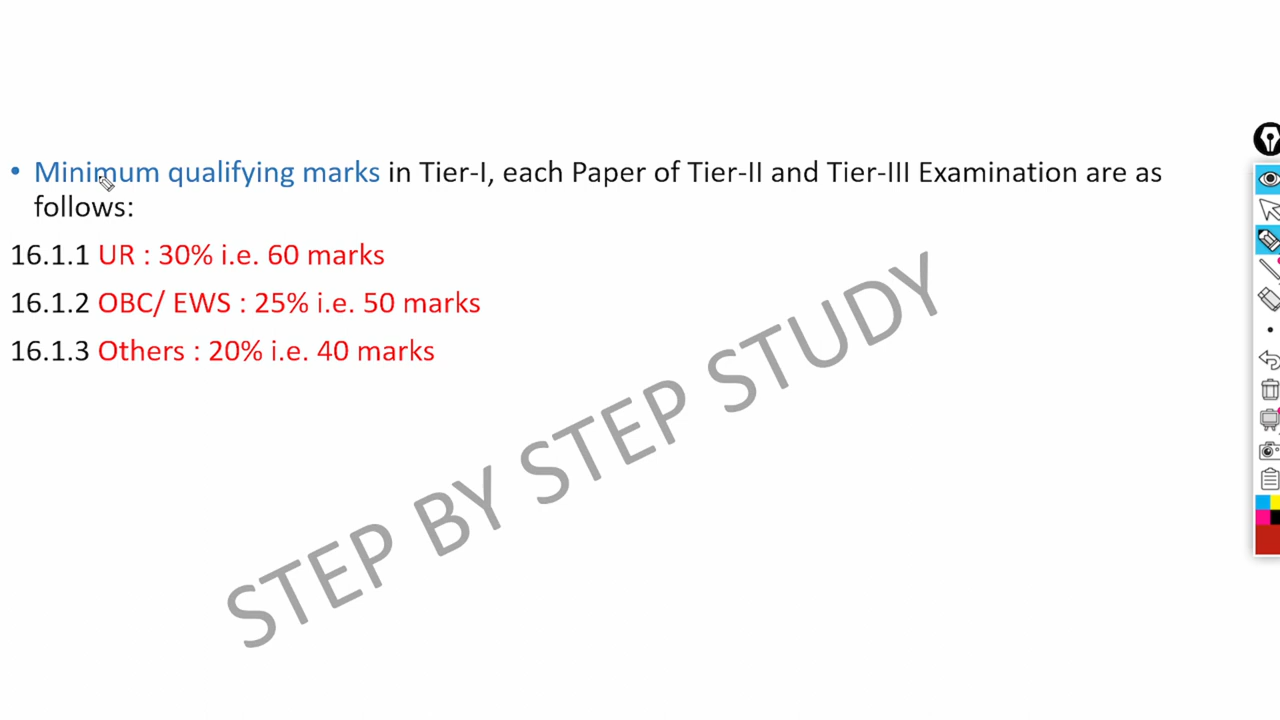 • Minimum qualifying marks in Tier-I, each Paper of Tier-II and Tier-III Examination are as
follows:
16.1.1 UR : 30% i.e. 60 marks
16.1.2 OBC/ EWS : 25% i.e. 50 marks
16.1.3 Others : 20% i.e. 40 marks
STEP BY STEP STUDY